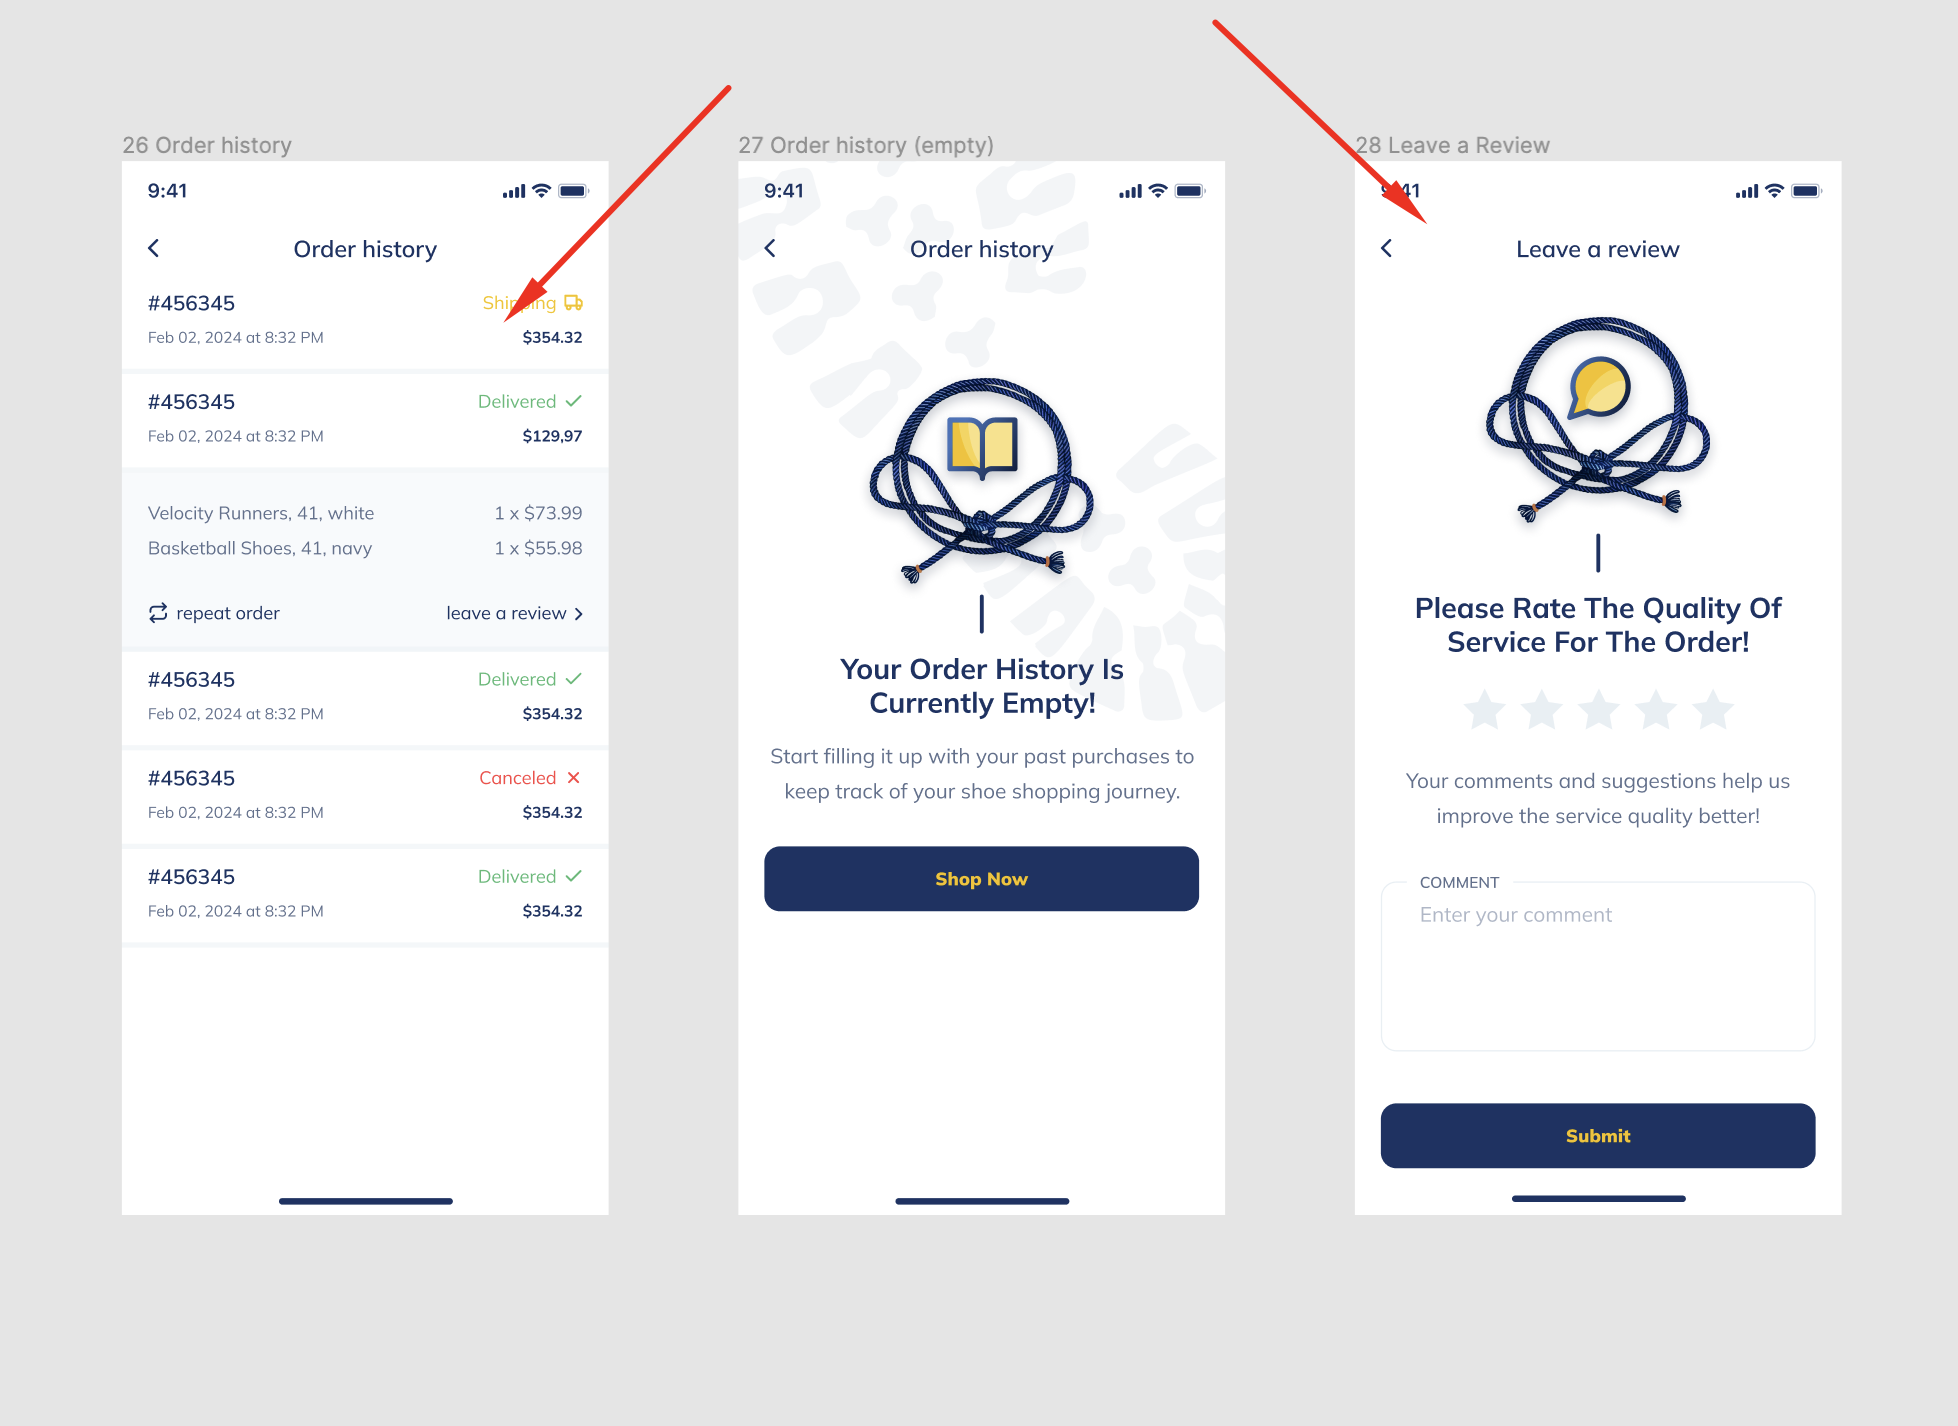 26 Order history
9:41
Order history
#456345 Shipping
Feb 02, 2024 at 8:32 PM $354.32
#456345 Delivered
Feb 02, 2024 at 8:32 PM $129,97
Velocity Runners, 41, white 1 x $73.99
Basketball Shoes, 41, navy 1 x $55.98
repeat order leave a review
#456345 Delivered
Feb 02, 2024 at 8:32 PM $354.32
#456345 Canceled
Feb 02, 2024 at 8:32 PM $354.32
#456345 Delivered
Feb 02, 2024 at 8:32 PM $354.32
27 Order history (empty)
9:41
Order history
Your Order History Is
Currently Empty!
Start filling it up with your past purchases to
keep track of your shoe shopping journey.
Shop Now
28 Leave a Review
9:41
Leave a review
Please Rate The Quality Of
Service For The Order!
Your comments and suggestions help us
improve the service quality better!
COMMENT
Enter your comment
Submit